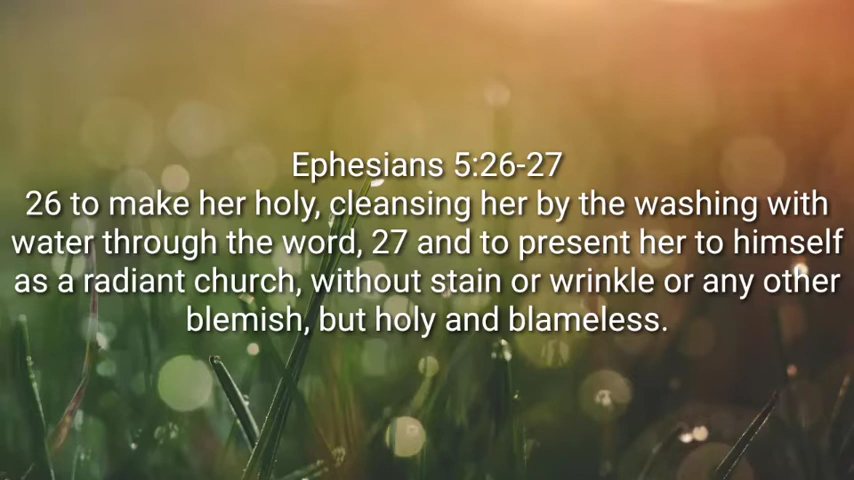 Ephesians 5:26-27
26 to make her holy, cleansing her by the washing with
water through the word, 27 and to present her to himself
as a radiant church, without stain or wrinkle or any other
blemish, but holy and blameless.